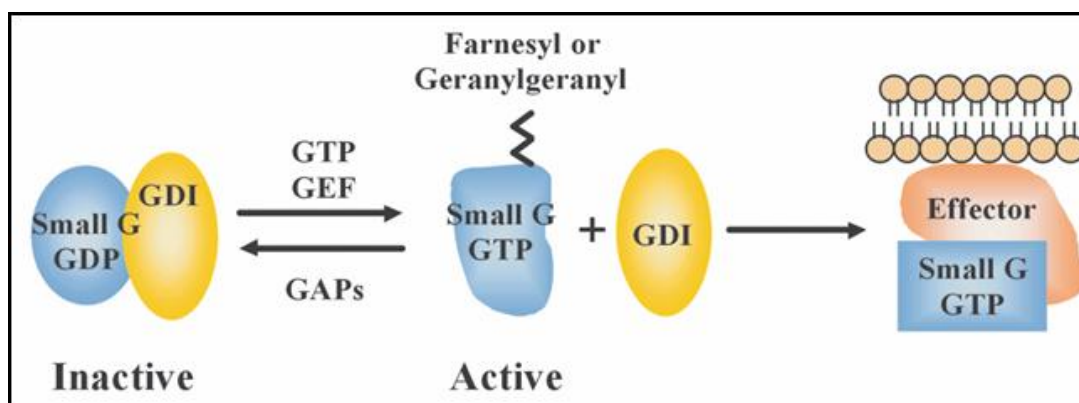 Farnesyl or
Geranylgeranyl
GTP
GEF
GDI
Small G
GDP
GAPs
Small G
GTP
+
GDI
Effector
Small G
GTP
Inactive
Active